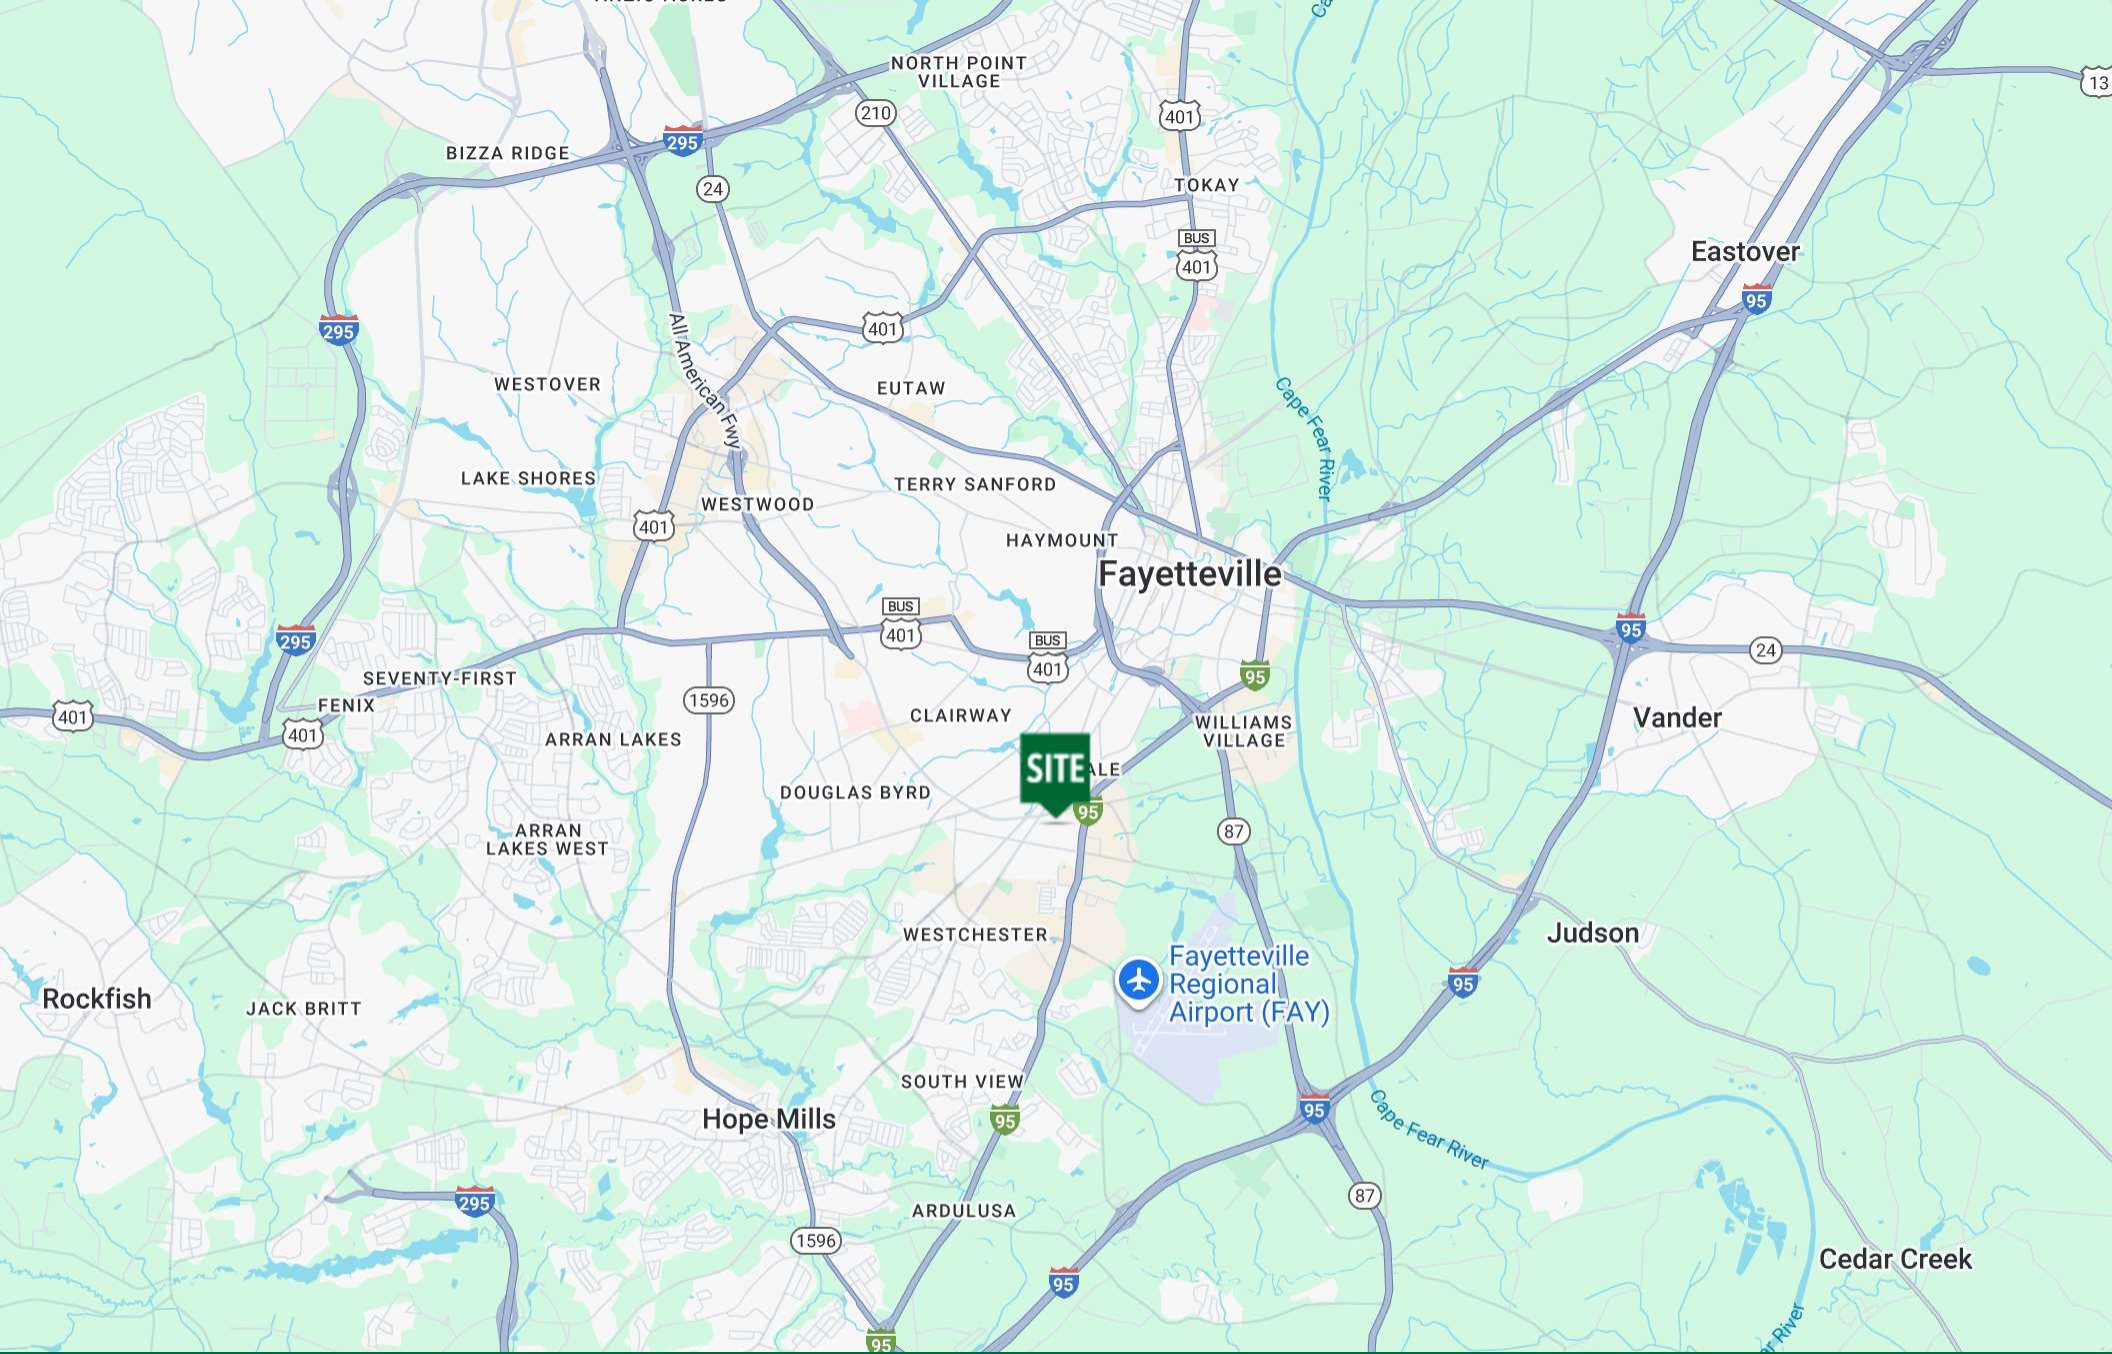 NORTH POINT
VILLAGE
210
401
13
295
BIZZA RIDGE
24
TOKAY
BUS
401
Eastover
95
295
401
All American Fwy
WESTOVER
EUTAW
Cape Fear River
LAKE SHORES
TERRY SANFORD
WESTWOOD
401
HAYMOUNT
Fayetteville
BUS
401
BUS
401
95
24
295
SEVENTY-FIRST
95
FENIX
1596
401
401
CLAIRWAY
WILLIAMS
VILLAGE
Vander
ARRAN LAKES
SITE
ALE
DOUGLAS BYRD
95
ARRAN
LAKES WEST
87
WESTCHESTER
Judson
Fayetteville
Regional
Airport (FAY)
95
Rockfish
JACK BRITT
SOUTH VIEW
Hope Mills
95
95
Cape Fear River
295
87
ARDULUSA
1596
Cedar Creek
95
River
95